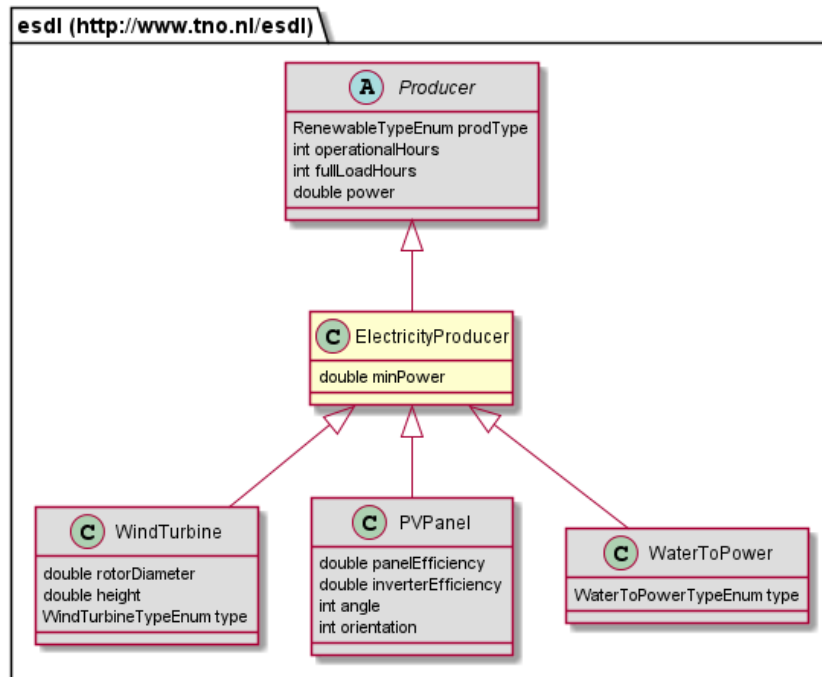 esdl (http://www.tno.nl/esdl)
A Producer
RenewableTypeEnum prodType
int operationalHours
int fullLoadHours
double power
C ElectricityProducer
double minPower
C WindTurbine
double rotorDiameter
double height
WindTurbineTypeEnum type
C PVPanel
double panelEfficiency
double inverterEfficiency
int angle
int orientation
C WaterToPower
WaterToPowerTypeEnum type